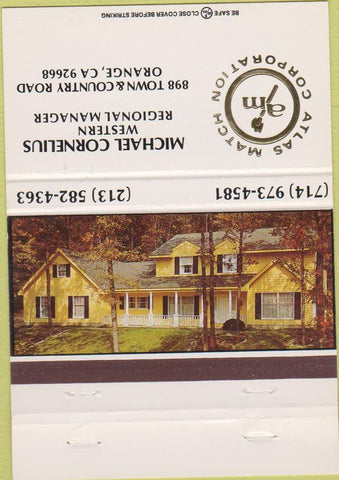 BE SAFE CLOSE COVER BEFORE STRIKING
ATLAS MATCH CORPORATION
am
MICHAEL CORNELIUS
WESTERN
REGIONAL MANAGER
898 TOWN & COUNTRY ROAD
ORANGE, CA 92668
(714) 973-4581
(213) 582-4363